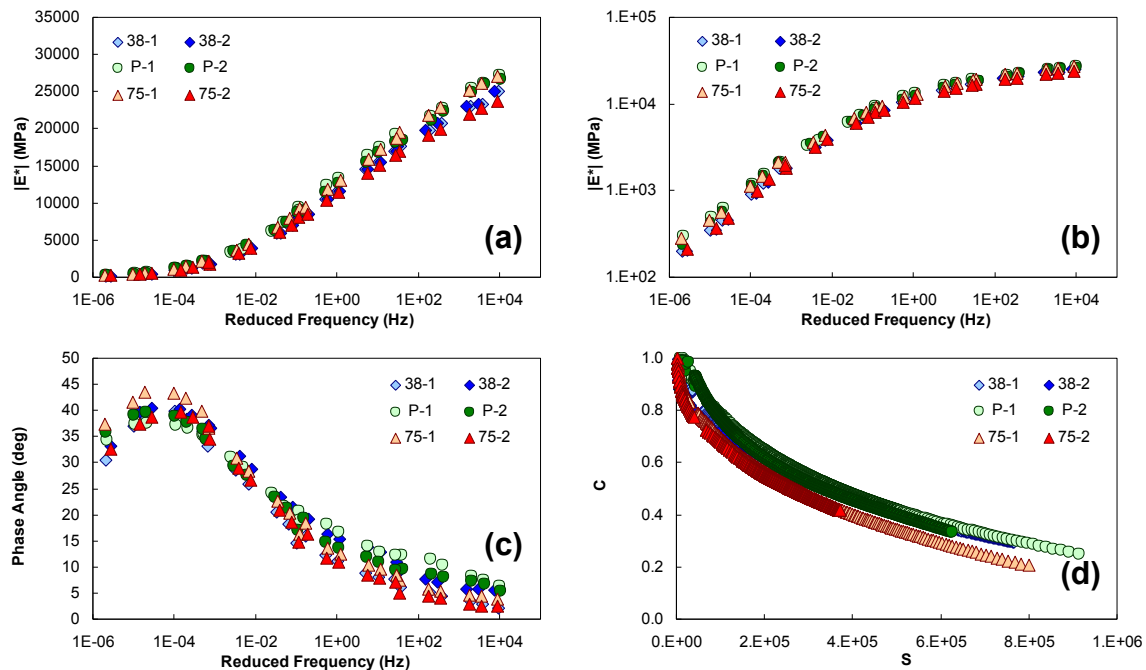 (a)
35000
30000
25000
20000
15000
10000
5000
0
|E*| (MPa)
38-1 38-2
P-1 P-2
75-1 75-2
1E-06 1E-04 1E-02 1E+00 1E+02 1E+04
Reduced Frequency (Hz)
(b)
1.E+05
1.E+04
1.E+03
1.E+02
|E*| (MPa)
38-1 38-2
P-1 P-2
75-1 75-2
1E-06 1E-04 1E-02 1E+00 1E+02 1E+04
Reduced Frequency (Hz)
(c)
50
45
40
35
30
25
20
15
10
5
0
Phase Angle (deg)
38-1 38-2
P-1 P-2
75-1 75-2
1E-06 1E-04 1E-02 1E+00 1E+02 1E+04
Reduced Frequency (Hz)
(d)
1.0
0.8
0.6
0.4
0.2
0.0
C
38-1 38-2
P-1 P-2
75-1 75-2
0.E+00 2.E+05 4.E+05 6.E+05 8.E+05 1.E+06
S